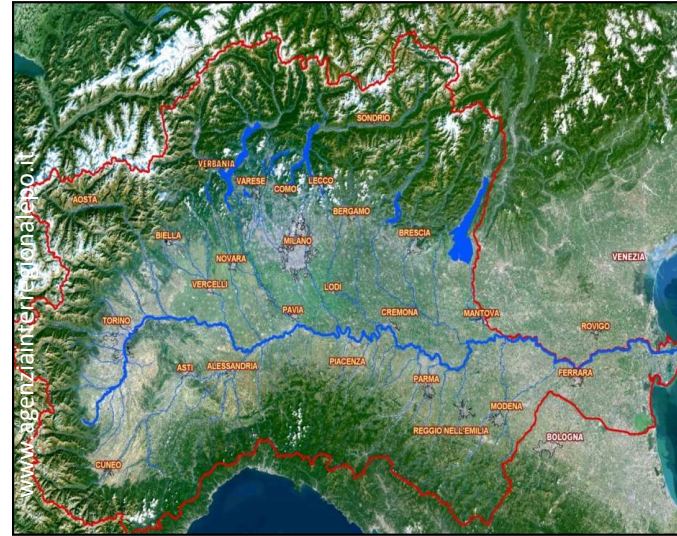 SONDRIO
VERBANIA
VARESE
COMO
LECCO
AOSTA
BERGAMO
BIELLA
BRESCIA
MILANO
VENEZIA
NOVARA
VERCELLI
LODI
PAVIA
CREMONA
MANTOVA
TORINO
ROVIGO
ASTI
ALESSANDRIA
PIACENZA
FERRARA
PARMA
MODENA
REGGIO NELL'EMILIA
BOLOGNA
CUNEO
www.agenziainterregionalepo.it